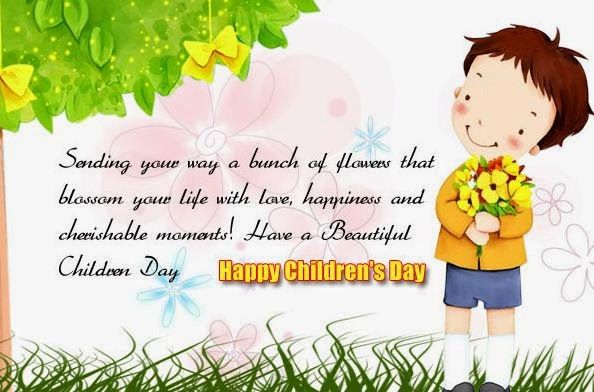 Sending your way a bunch of flowers that
blossom your life with love, happiness and
cherishable moments! Have a Beautiful
Children Day
Happy Children's Day